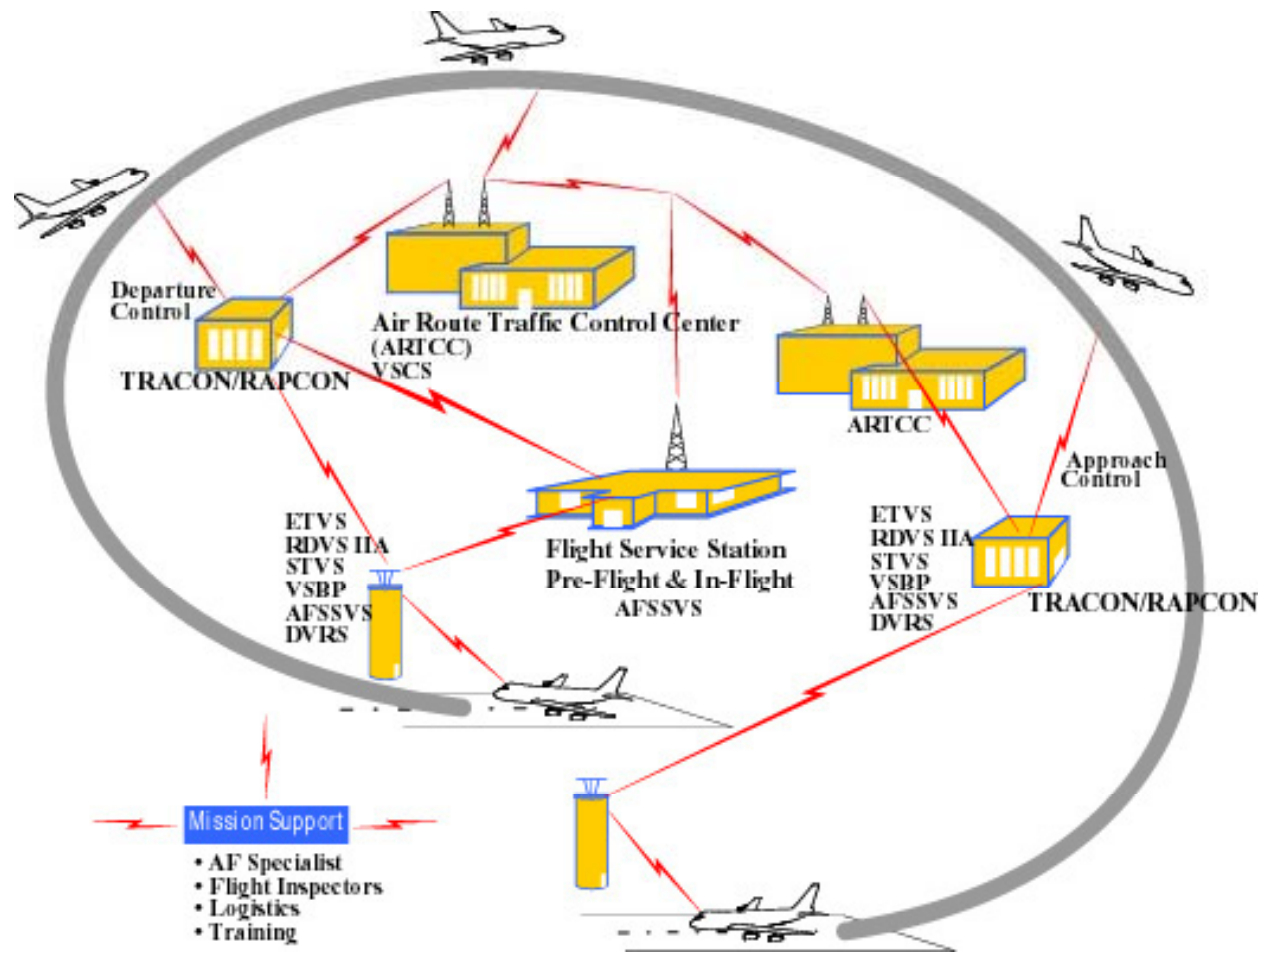 Departure
Control
TRACON/RAPCON
Air Route Traffic Control Center
(ARTCC)
VSCS
ARTCC
Approach
Control
ETVS
RDVS IIA
STVS
VSBP
AFSSVS
DVRS
Flight Service Station
Pre-Flight & In-Flight
AFSSVS
ETVS
RDVS IIA
STVS
VSBP
AFSSVS
DVRS
TRACON/RAPCON
Mission Support
• AF Specialist
• Flight Inspectors
• Logistics
• Training